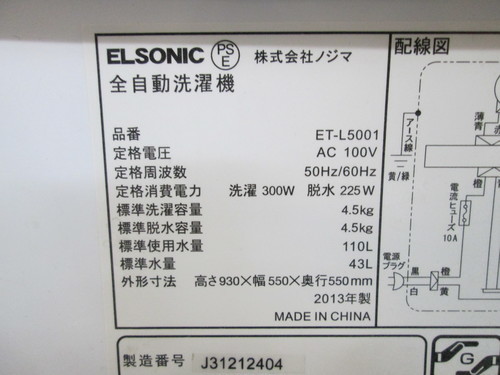 ELSONIC PSE 株式会社ノジマ
全自動洗濯機
品番 ET-L5001
定格電圧 AC 100V
定格周波数 50Hz/60Hz
定格消費電力 洗濯 300W 脱水 225W
標準洗濯容量 4.5kg
標準脱水容量 4.5kg
標準使用水量 110L
標準水量 43L
外形寸法 高さ930×幅550×奥行550mm
2013年製
MADE IN CHINA
製造番号 J31212404
配線図
アース線
黄/緑
薄青
赤
橙
電流ヒューズ
10A
電源プラグ
黒 橙
白 黄
G